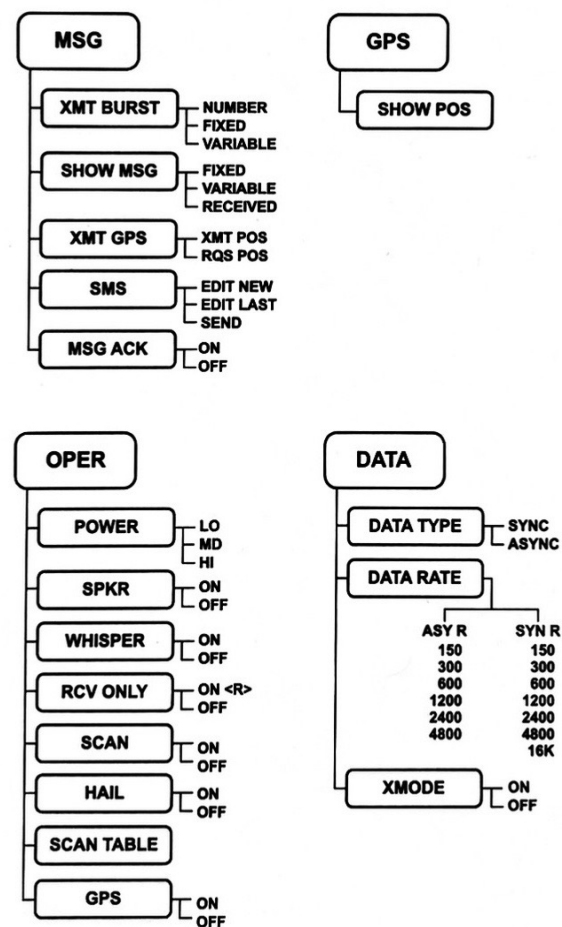 MSG
XMT BURST
NUMBER
FIXED
VARIABLE
SHOW MSG
FIXED
VARIABLE
RECEIVED
XMT GPS
XMT POS
RQS POS
SMS
EDIT NEW
EDIT LAST
SEND
MSG ACK
ON
OFF
GPS
SHOW POS
OPER
POWER
LO
MD
HI
SPKR
ON
OFF
WHISPER
ON
OFF
RCV ONLY
ON <R>
OFF
SCAN
ON
OFF
HAIL
ON
OFF
SCAN TABLE
GPS
ON
OFF
DATA
DATA TYPE
SYNC
ASYNC
DATA RATE
ASY R
150
300
600
1200
2400
4800
SYN R
150
300
600
1200
2400
4800
16K
XMODE
ON
OFF